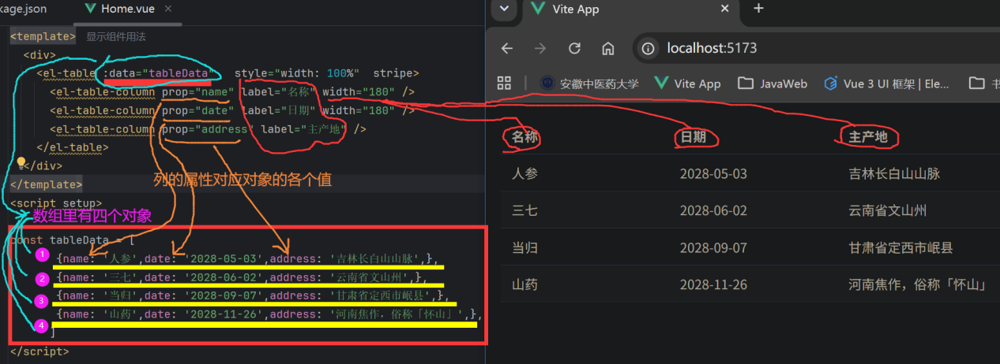 kage.json
Home.vue ×
<template> 显示组件用法
<div>
<el-table :data="tableData" style="width: 100%" stripe>
<el-table-column prop="name" label="名称" width="180" />
<el-table-column prop="date" label="日期" width="180" />
<el-table-column prop="address" label="主产地" />
</el-table>
</div>
列的属性对应对象的各个值
</template>
<script setup>
数组里有四个对象
const tableData = [
1 {name: '人参',date: '2028-05-03',address: '吉林长白山山脉',},
2 {name: '三七',date: '2028-06-02',address: '云南省文山州',},
3 {name: '当归',date: '2028-09-07',address: '甘肃省定西市岷县',},
4 {name: '山药',date: '2028-11-26',address: '河南焦作，俗称「怀山」',},
]
</script>
Vite App × +
localhost:5173
安徽中医药大学 Vite App JavaWeb Vue 3 UI 框架 | Ele... 书
名称 日期 主产地
人参 2028-05-03 吉林长白山山脉
三七 2028-06-02 云南省文山州
当归 2028-09-07 甘肃省定西市岷县
山药 2028-11-26 河南焦作，俗称「怀山」